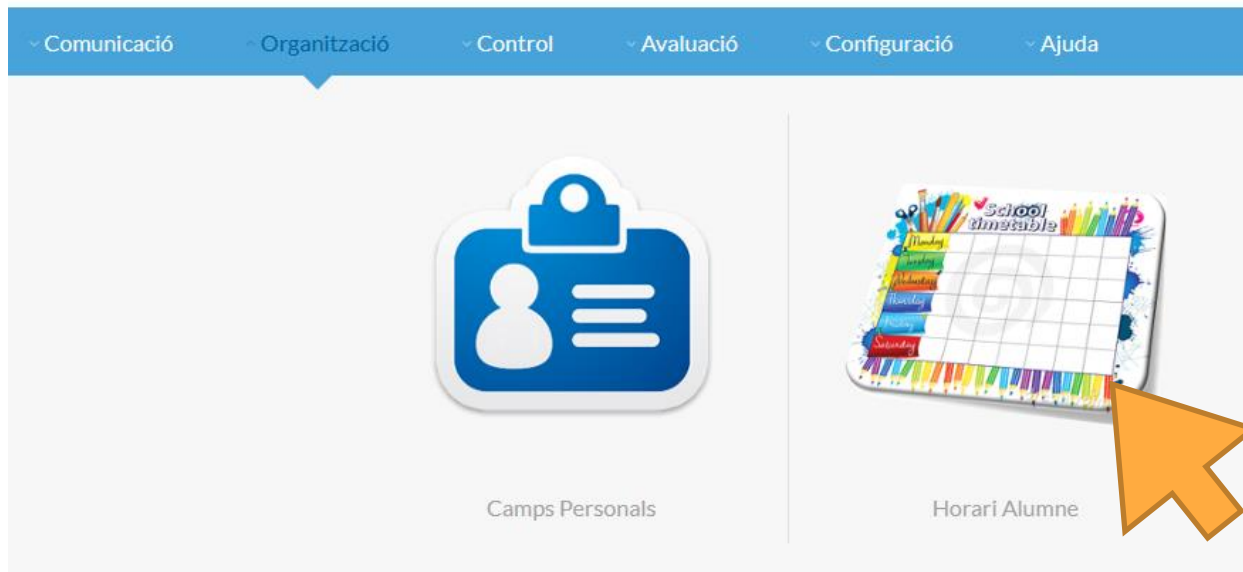 Comunicació Organització Control Avaluació Configuració Ajuda
School
timetable
Monday
Tuesday
Wednesday
Thursday
Friday
Saturday
Camps Personals Horari Alumne